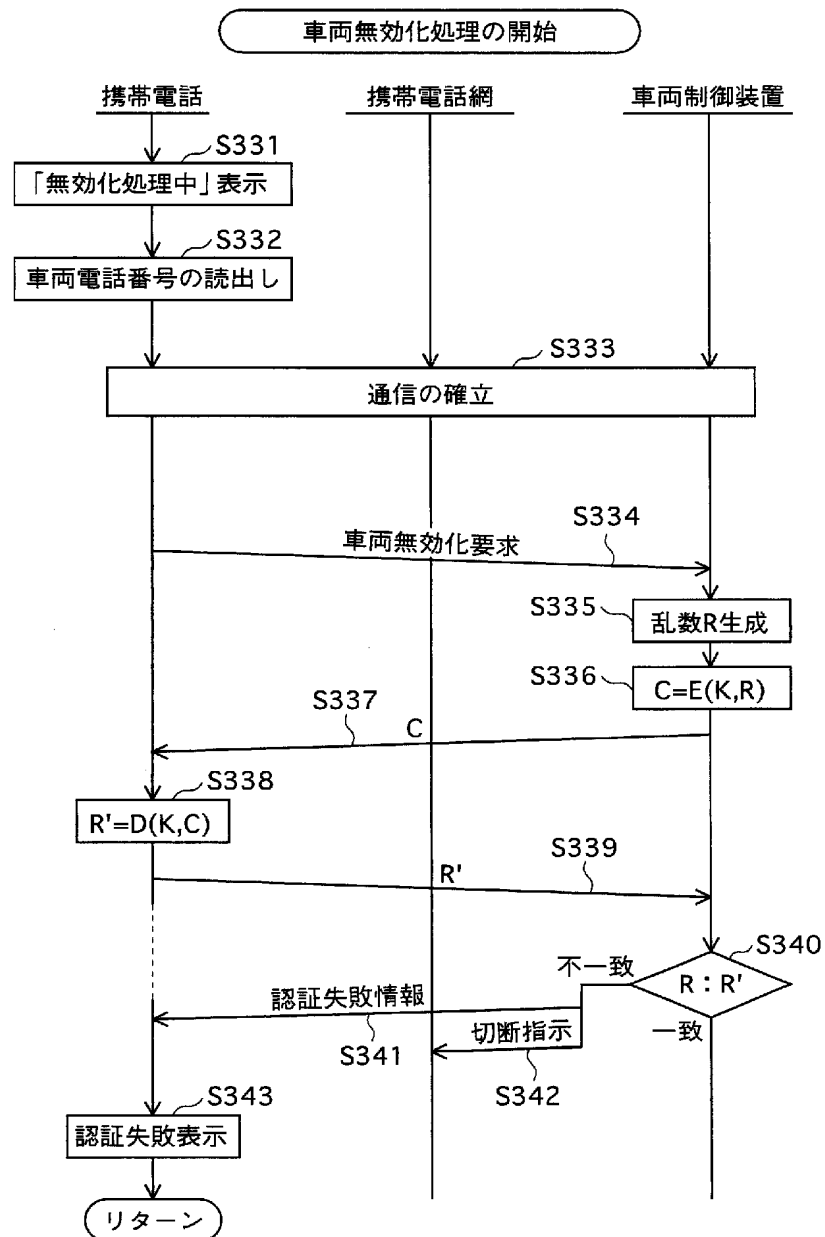 車両無効化処理の開始
携帯電話
携帯電話網
車両制御装置
S331
「無効化処理中」表示
S332
車両電話番号の読出し
S333
通信の確立
S334
車両無効化要求
S335
乱数R生成
S336
C=E(K,R)
S337
C
S338
R'=D(K,C)
S339
R'
S340
不一致
R：R'
認証失敗情報
一致
切断指示
S341
S342
S343
認証失敗表示
リターン